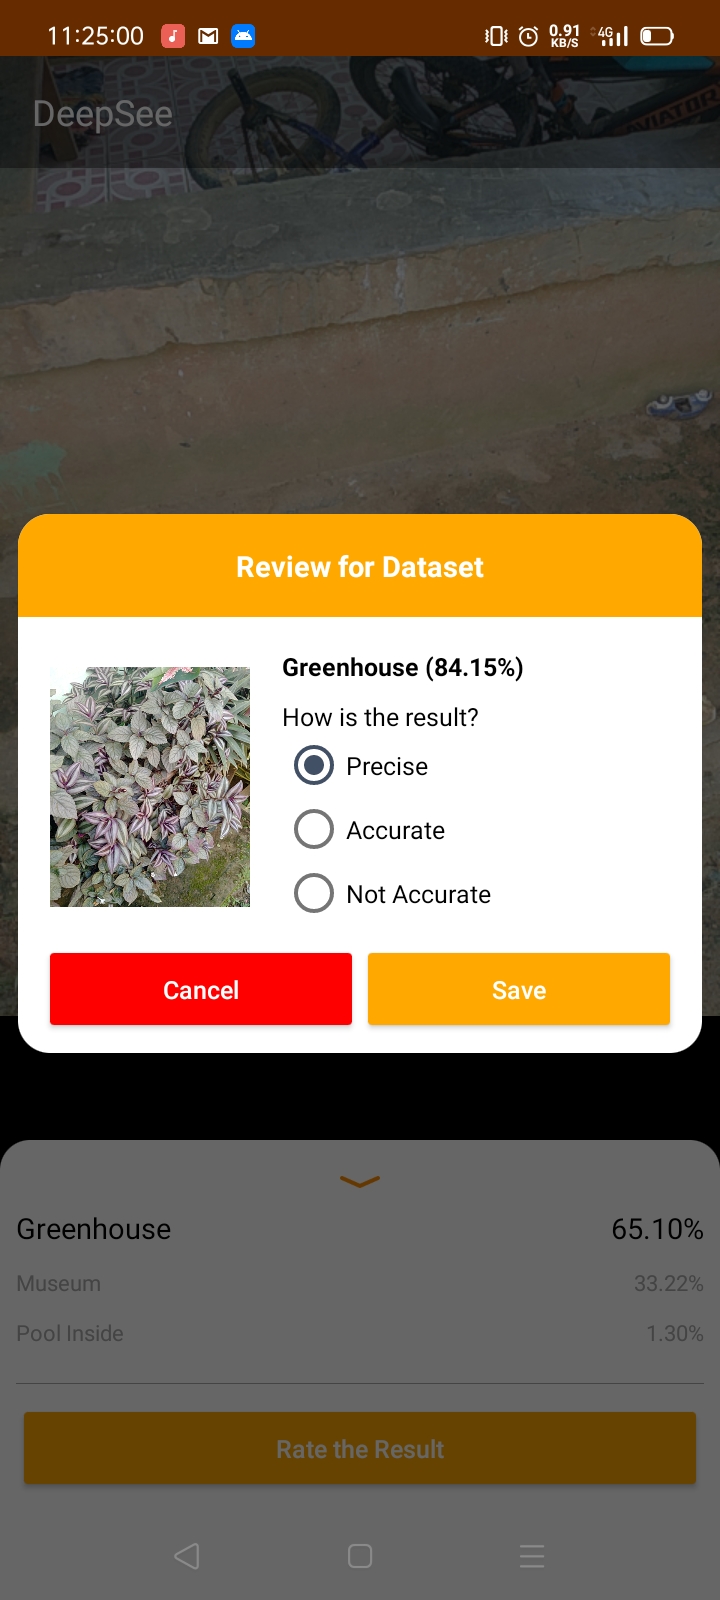 11:25:00
0.91
KB/S
4G
DeepSee
AVIATOR
Review for Dataset
Greenhouse (84.15%)
How is the result?
Precise
Accurate
Not Accurate
Cancel
Save
Greenhouse
65.10%
Museum
33.22%
Pool Inside
1.30%
Rate the Result